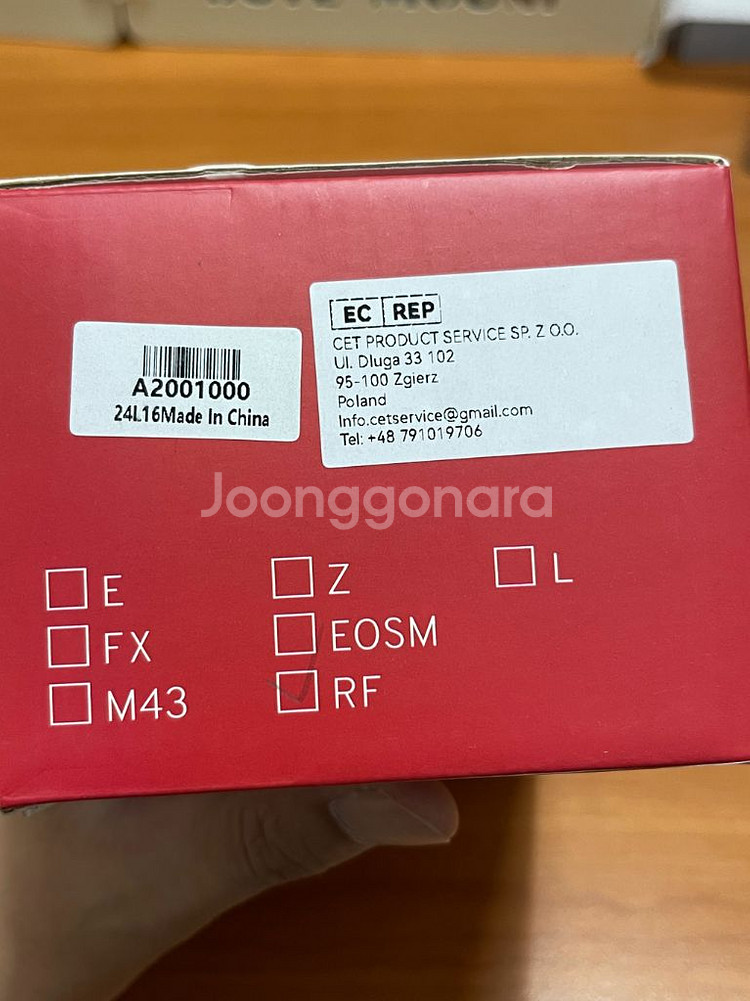 EC REP
CET PRODUCT SERVICE SP. Z O.O.
Ul. Dluga 33 102
95-100 Zgierz
Poland
Info.cetservice@gmail.com
Tel: +48 791019706
A2001000
24L16Made In China
Joonggonara
E
Z
L
FX
EOSM
M43
RF